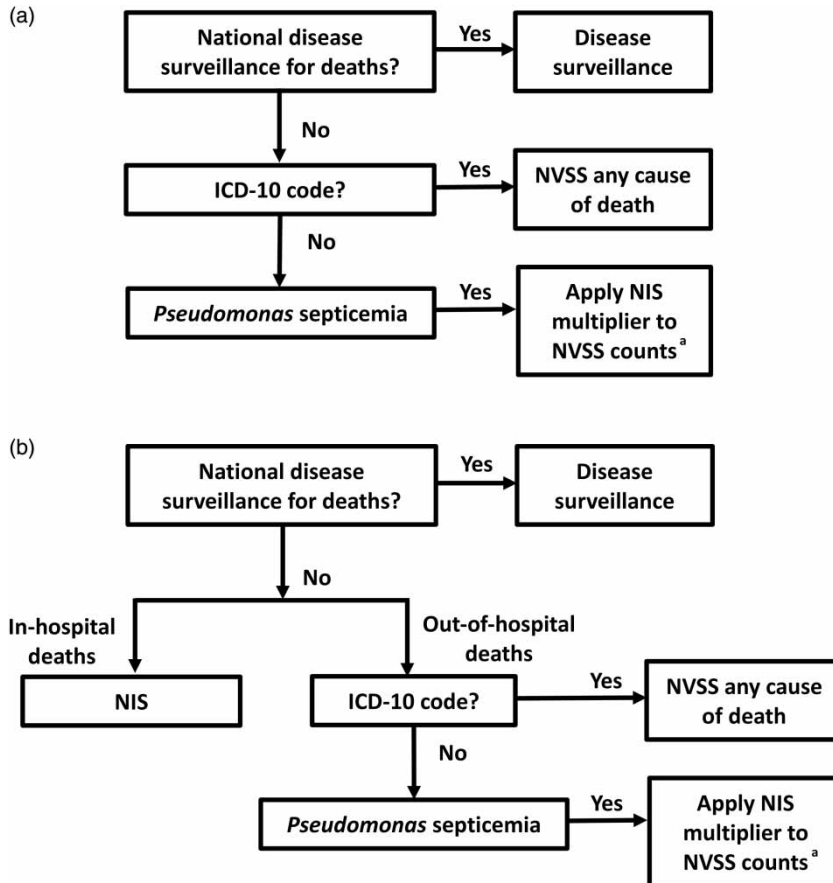 (a)
National disease
surveillance for deaths?
Yes
Disease
surveillance
No
ICD-10 code?
Yes
NVSS any cause
of death
No
Pseudomonas septicemia
Yes
Apply NIS
multiplier to
NVSS counts a
(b)
National disease
surveillance for deaths?
Yes
Disease
surveillance
No
In-hospital
deaths
Out-of-hospital
deaths
NIS
ICD-10 code?
Yes
NVSS any cause
of death
No
Pseudomonas septicemia
Yes
Apply NIS
multiplier to
NVSS counts a